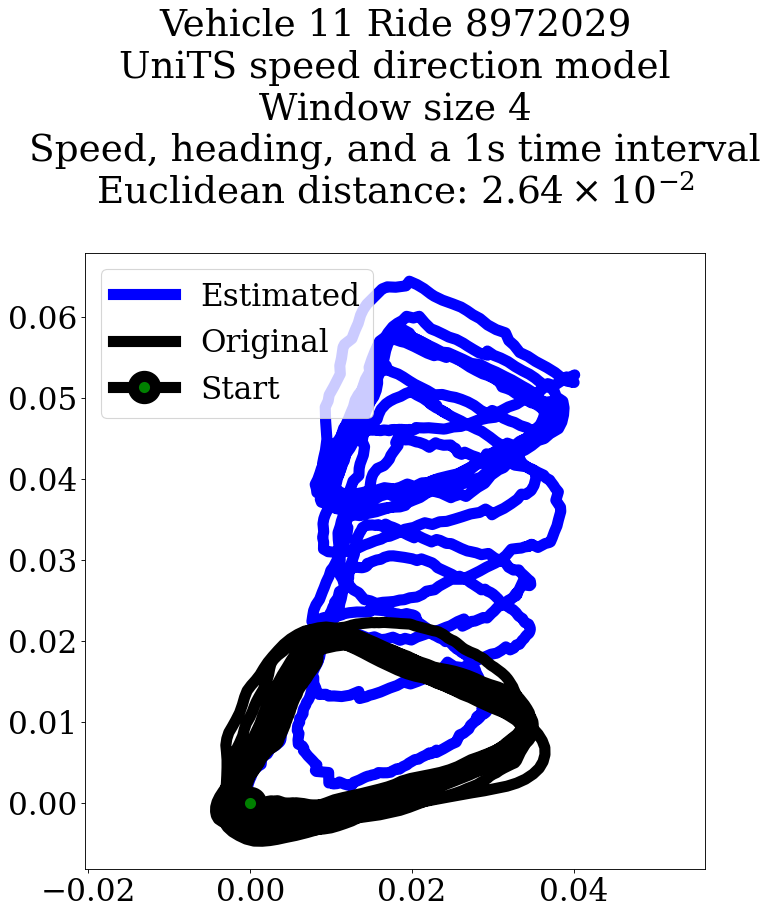 Vehicle 11 Ride 8972029
UniTS speed direction model
Window size 4
Speed, heading, and a 1s time interval
Euclidean distance: 2.64 × 10⁻²
Estimated
Original
Start
0.06
0.05
0.04
0.03
0.02
0.01
0.00
−0.02 0.00 0.02 0.04